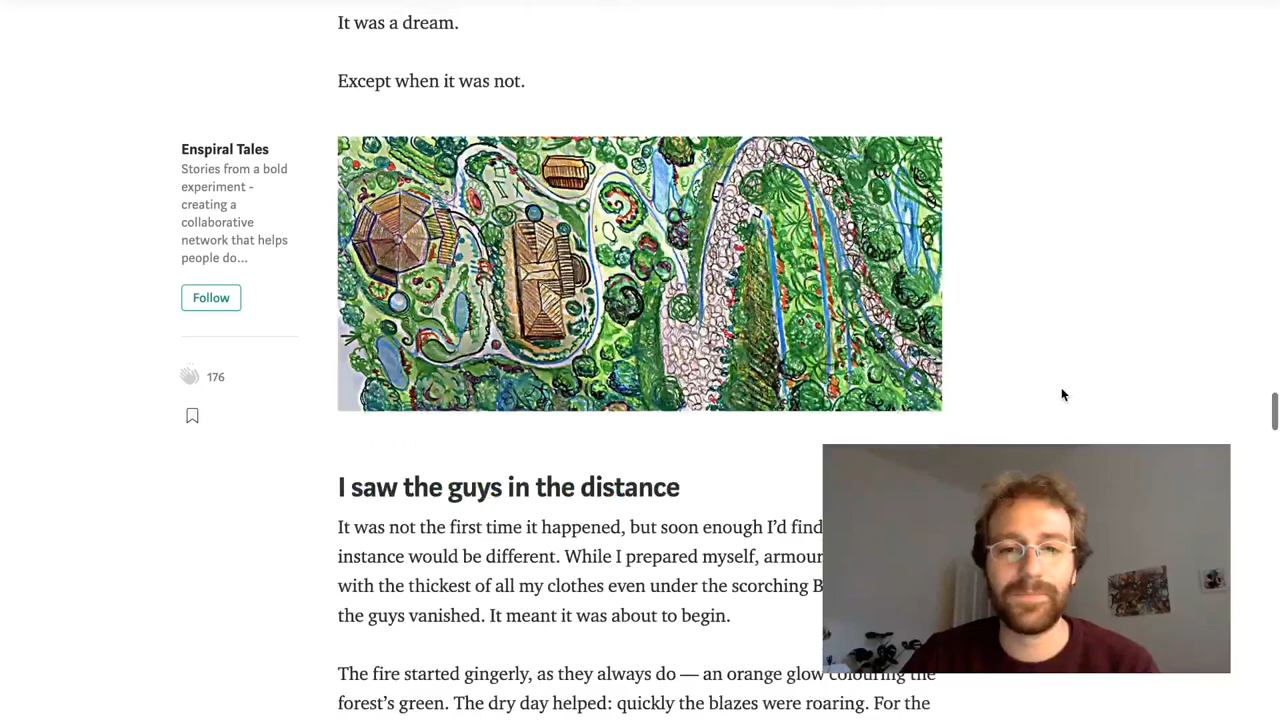 It was a dream.
Except when it was not.
Enspiral Tales
Stories from a bold
experiment -
creating a
collaborative
network that helps
people do...
Follow
176
I saw the guys in the distance
It was not the first time it happened, but soon enough I’d find
instance would be different. While I prepared myself, armour
with the thickest of all my clothes even under the scorching B
the guys vanished. It meant it was about to begin.
The fire started gingerly, as they always do — an orange glow colouring the
forest’s green. The dry day helped: quickly the blazes were roaring. For the